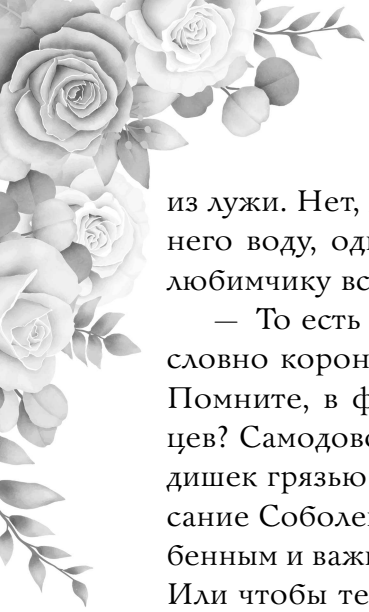 из лужи. Нет,
него воду, од
любимчику вс
— То есть
словно корон
Помните, в ф
цев? Самодово
дишек грязью
сание Соболе
бенным и важ
Или чтобы те